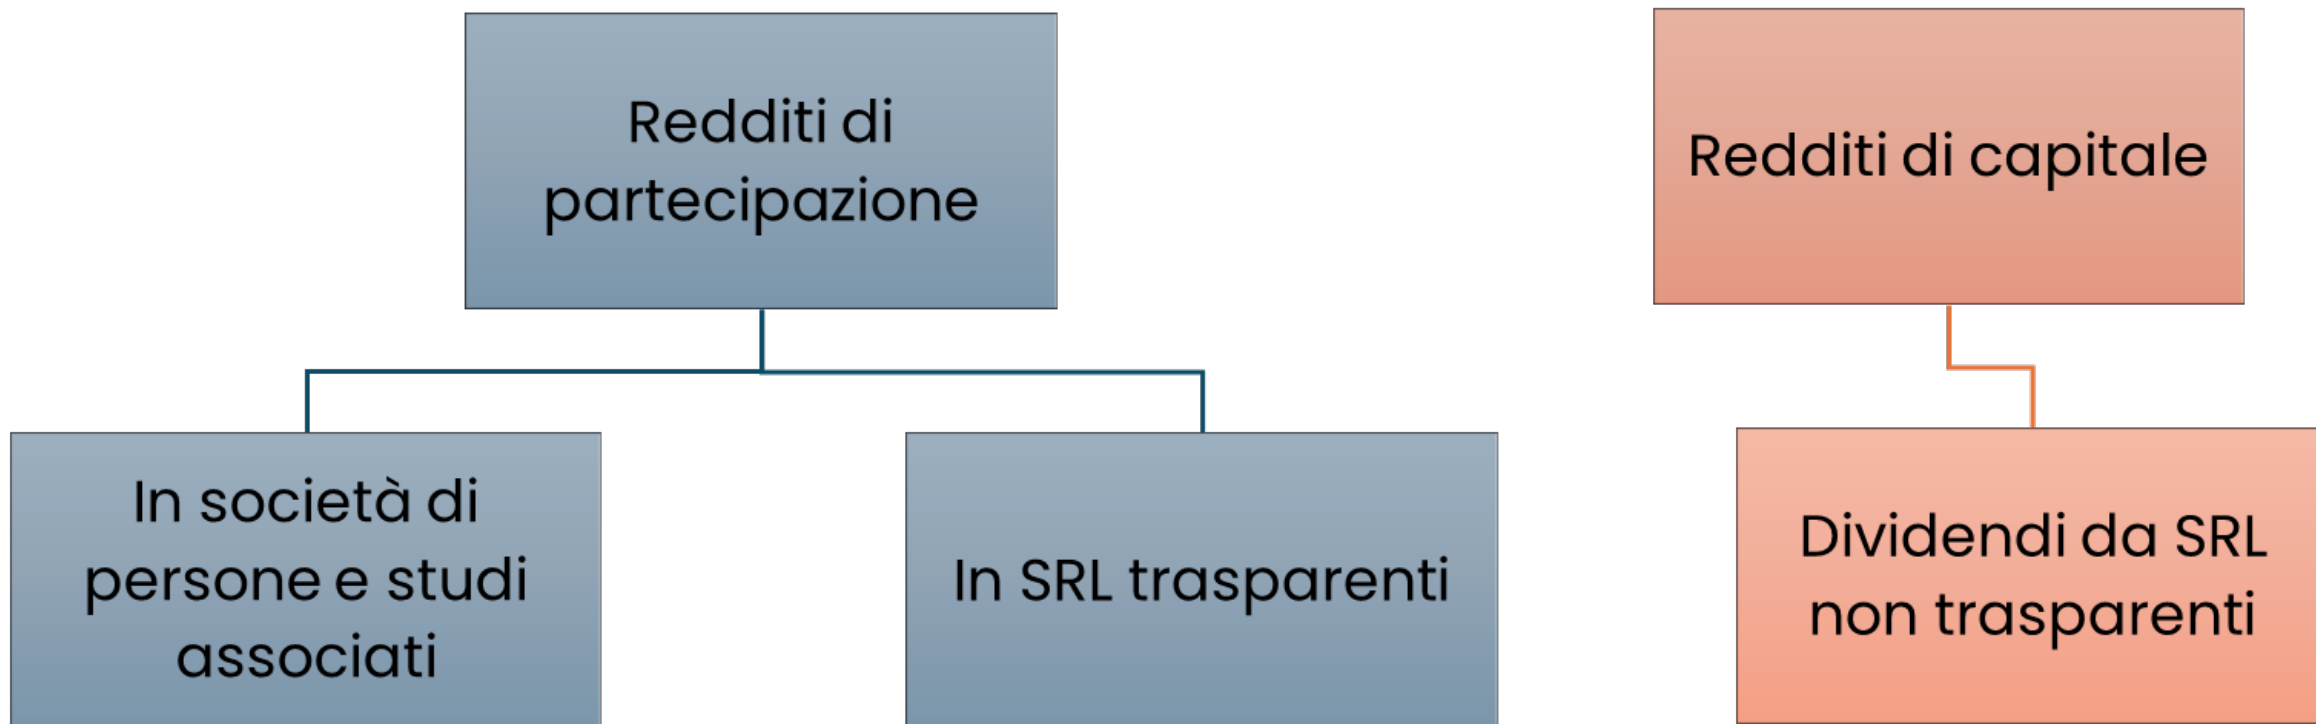 Redditi di
partecipazione
Redditi di capitale
In società di
persone e studi
associati
In SRL trasparenti
Dividendi da SRL
non trasparenti